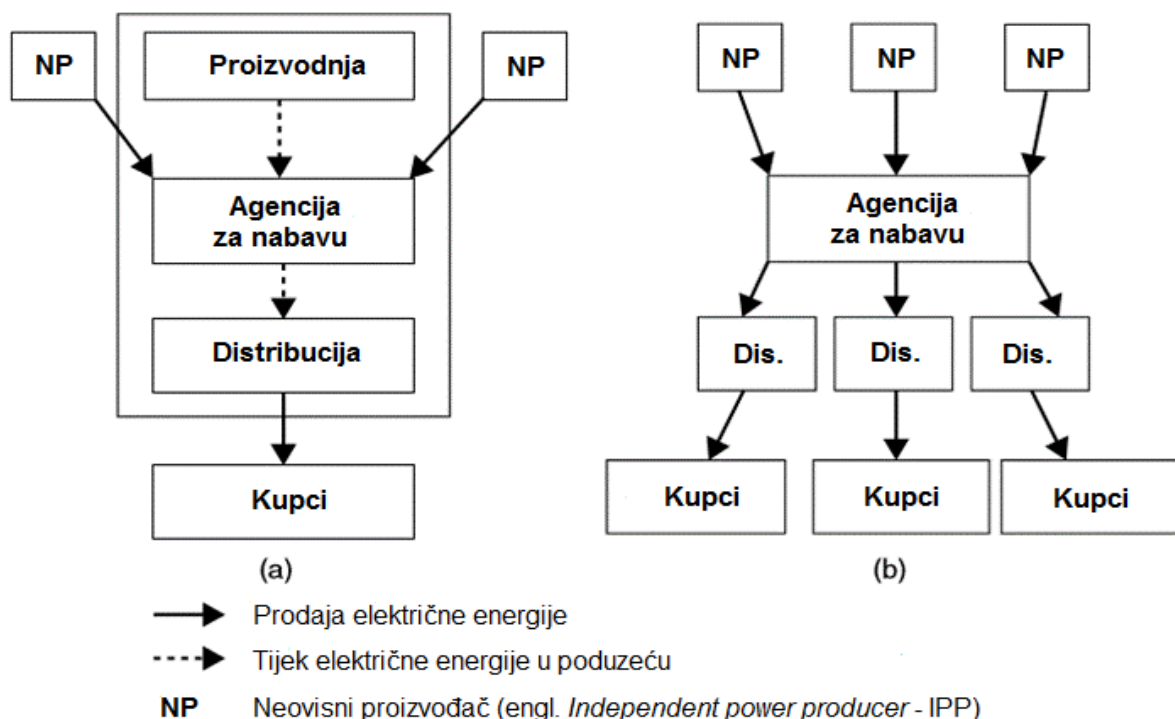 NP
Proizvodnja
NP
Agencija
za nabavu
Distribucija
Kupci
(a)
NP
NP
NP
Agencija
za nabavu
Dis.
Dis.
Dis.
Kupci
Kupci
Kupci
(b)
Prodaja električne energije
Tijek električne energije u poduzeću
NP Neovisni proizvođač (engl. Independent power producer - IPP)